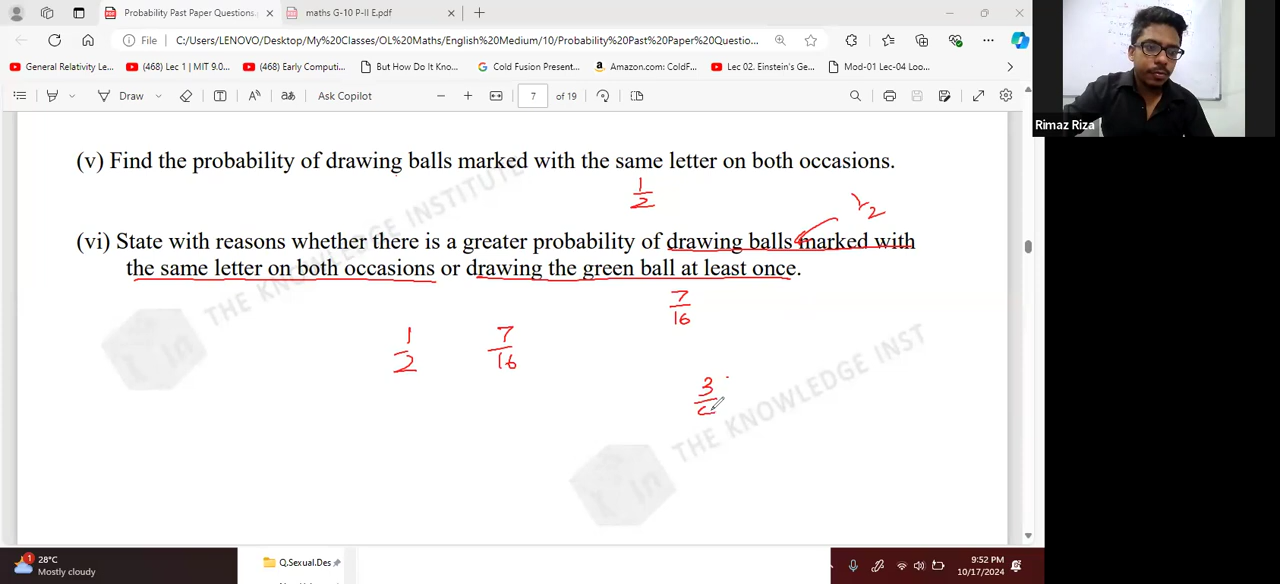 Probability Past Paper Questions.
maths G-10 P-II E.pdf
File
C:/Users/LENOVO/Desktop/My%20Classes/OL%20Maths/English%20Medium/10/Probability%20Past%20Paper%20Questio...
General Relativity Le...
(468) Lec 1 | MIT 9.0...
(468) Early Computi...
But How Do It Kno...
Cold Fusion Present...
Amazon.com: ColdF...
Lec 02. Einstein's Ge...
Mod-01 Lec-04 Loo...
Draw
Ask Copilot
7 of 19
Rimaz Riza
(v) Find the probability of drawing balls marked with the same letter on both occasions.
1/2
(vi) State with reasons whether there is a greater probability of drawing balls marked with
the same letter on both occasions or drawing the green ball at least once.
7/16
1/2 7/16
THE KNOWLEDGE INSTITUTE
THE KNOWLEDGE INST
28°C
Mostly cloudy
Q.Sexual.Des
9:52 PM
10/17/2024